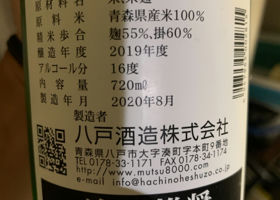 原料米 青森県産米100%
精米歩合 麹55%,掛60%
醸造年度 2019年度
アルコール分 16度
内容量 720ml
製造年月 2020年8月
製造者
八戸酒造株式会社
青森県八戸市大字湊町字本町9番地
TEL 0178-33-1171 FAX 0178-34-1174
https://www.mutsu8000.com
info@hachinoheshuzo.co.jp